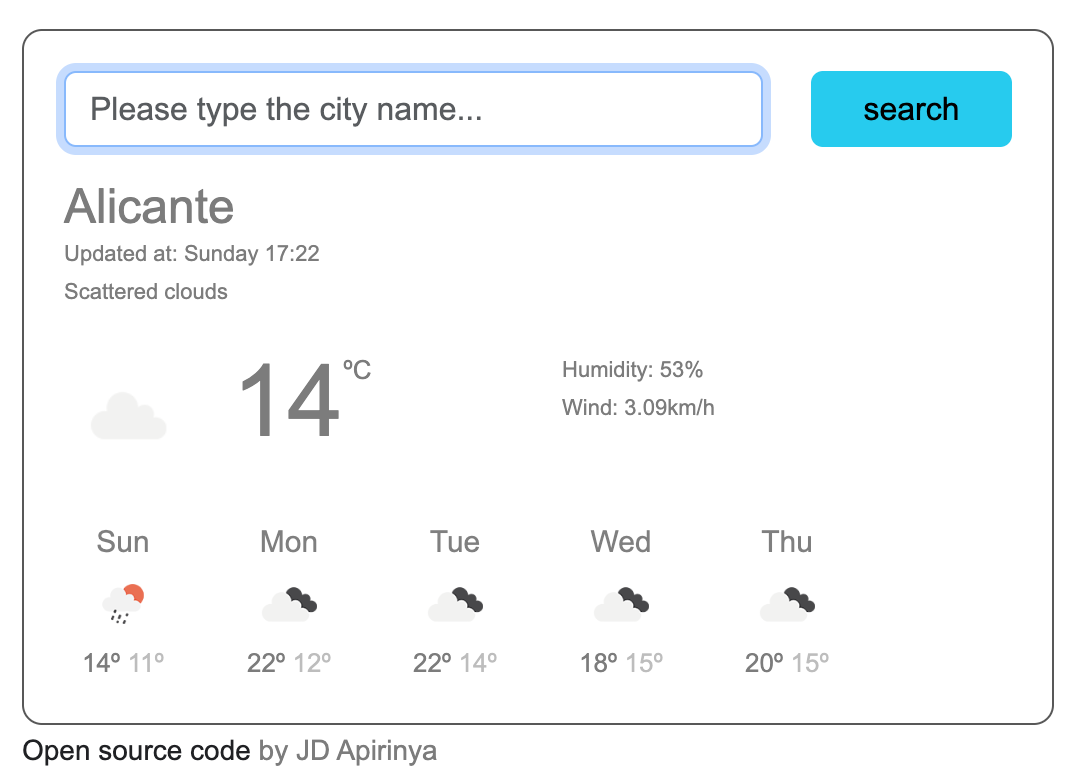 Please type the city name...
search
Alicante
Updated at: Sunday 17:22
Scattered clouds
14 ºC
Humidity: 53%
Wind: 3.09km/h
Sun Mon Tue Wed Thu
14º 11º 22º 12º 22º 14º 18º 15º 20º 15º
Open source code by JD Apirinya